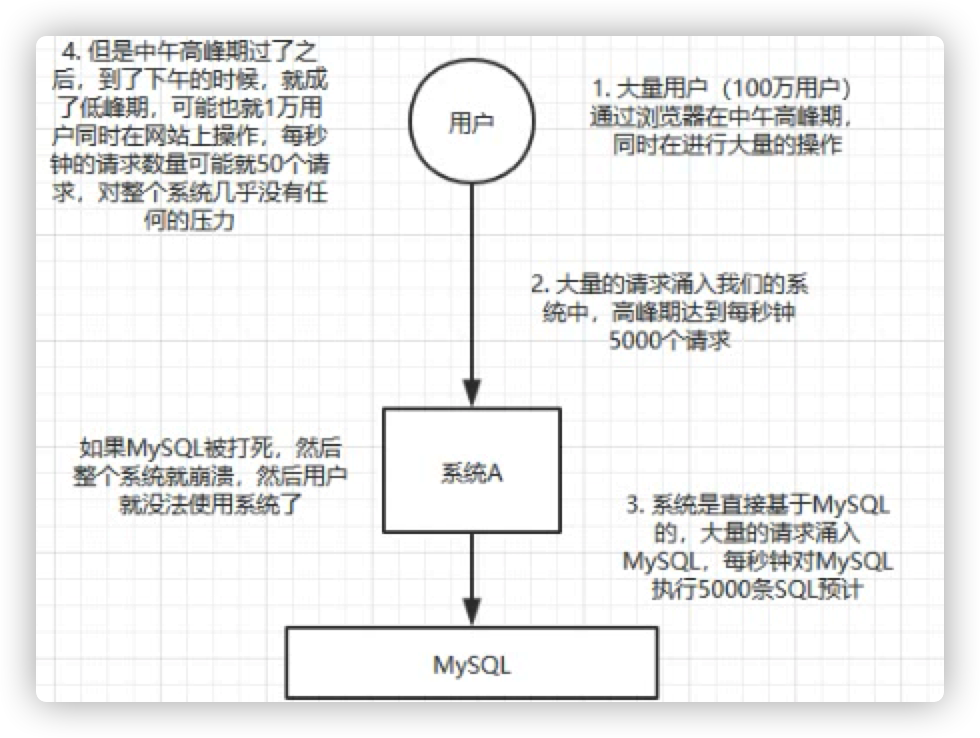 4. 但是中午高峰期过了之
后，到了下午的时候，就成
了低峰期，可能也就1万用
户同时在网站上操作，每秒
钟的请求数量可能就50个请
求，对整个系统几乎没有任
何的压力
用户
1. 大量用户（100万用户）
通过浏览器在中午高峰期，
同时在进行大量的操作
2. 大量的请求涌入我们的系
统中，高峰期达到每秒钟
5000个请求
如果MySQL被打死，然后
整个系统就崩溃，然后用户
就没法使用系统了
系统A
3. 系统是直接基于MySQL
的，大量的请求涌入
MySQL，每秒钟对MySQL
执行5000条SQL预计
MySQL